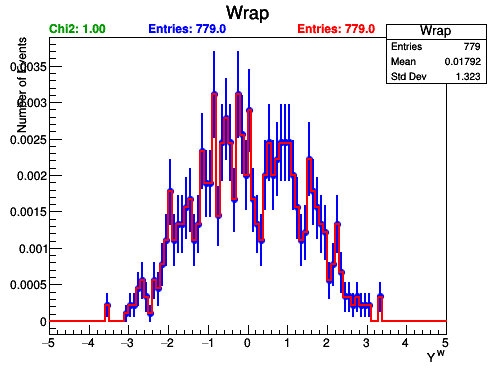 Wrap
Chi2: 1.00 Entries: 779.0 Entries: 779.0
Wrap
Entries 779
Mean 0.01792
Std Dev 1.323
Number of Events
0.0035
0.003
0.0025
0.002
0.0015
0.001
0.0005
0
−5 −4 −3 −2 −1 0 1 2 3 4 5
Y^W